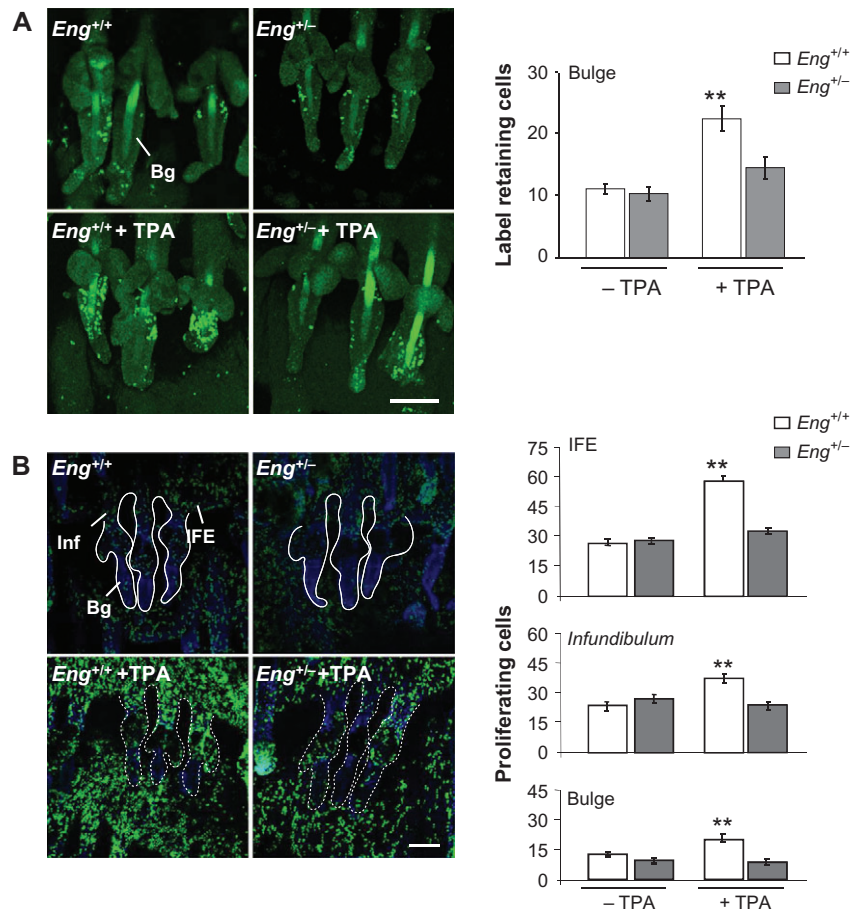 A
Eng+/+
Eng+/–
Bg
Eng+/+ + TPA
Eng+/– + TPA
Label retaining cells
Bulge
Eng+/+
Eng+/–
30
20
10
0
**
– TPA
+ TPA
B
Eng+/+
Eng+/–
Inf
IFE
Bg
Eng+/+ +TPA
Eng+/– +TPA
Eng+/+
Eng+/–
Proliferating cells
IFE
75
60
45
30
15
0
**
Infundibulum
60
45
30
15
0
**
Bulge
45
30
15
0
**
– TPA
+ TPA